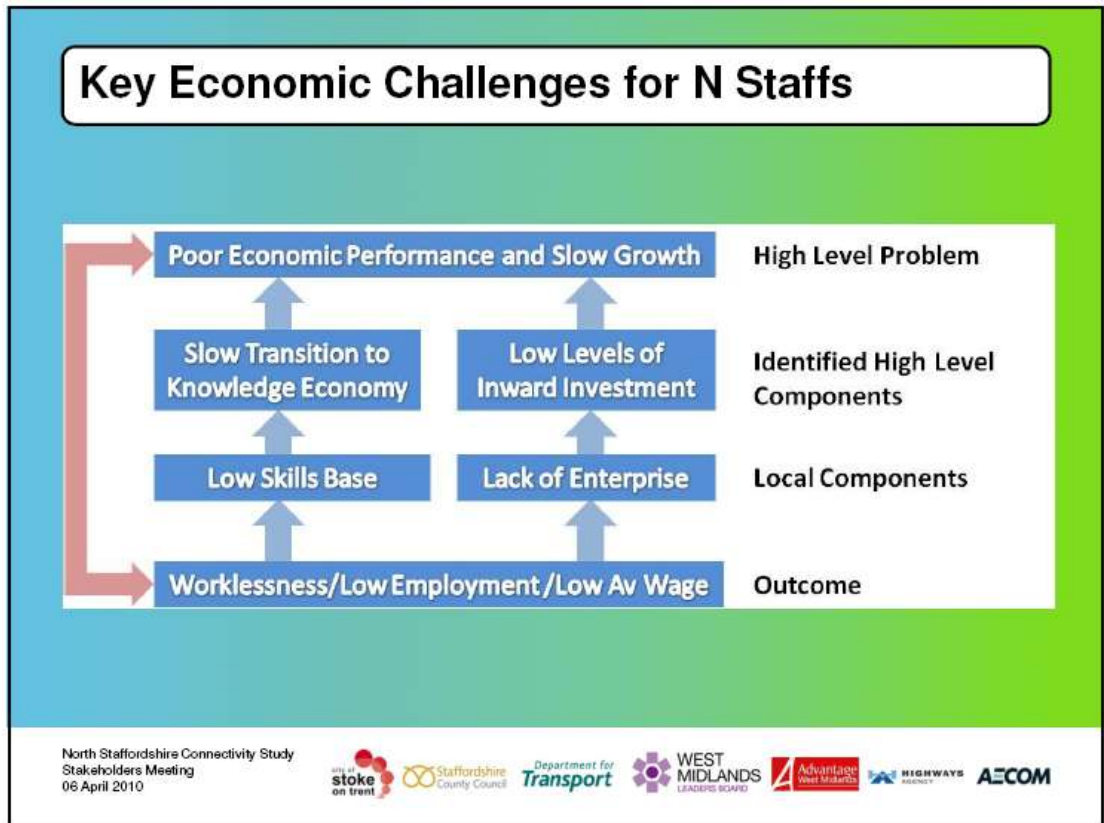 Key Economic Challenges for N Staffs
Poor Economic Performance and Slow Growth
High Level Problem
Slow Transition to
Knowledge Economy
Low Levels of
Inward Investment
Identified High Level
Components
Low Skills Base
Lack of Enterprise
Local Components
Worklessness/Low Employment/Low Av Wage
Outcome
North Staffordshire Connectivity Study
Stakeholders Meeting
06 April 2010
city of
stoke
on trent
Staffordshire
County Council
Department for
Transport
WEST
MIDLANDS
LEADERS BOARD
Advantage
West Midlands
HIGHWAYS
AGENCY
AECOM